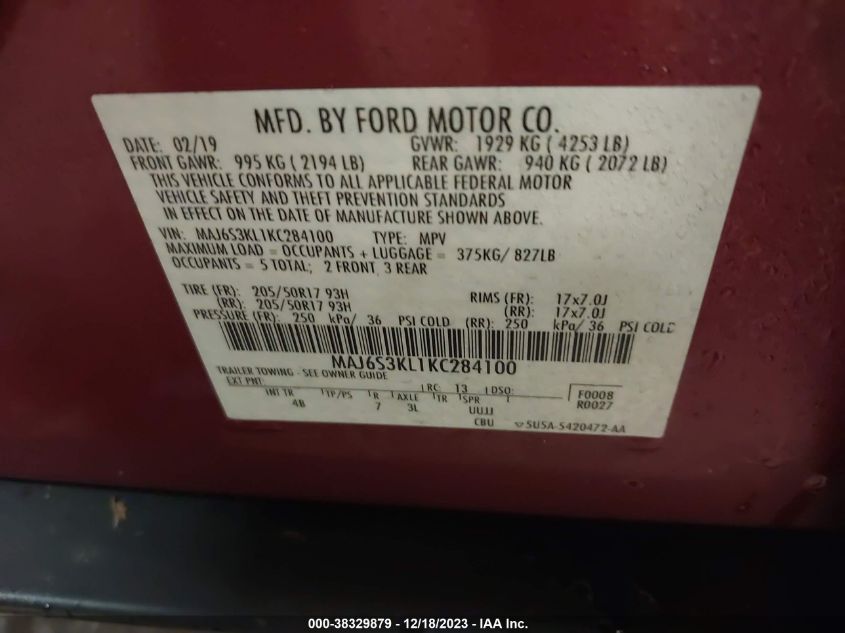 MFD. BY FORD MOTOR CO.
DATE: 02/19 GVWR: 1929 KG ( 4253 LB)
FRONT GAWR: 995 KG ( 2194 LB) REAR GAWR: 940 KG ( 2072 LB)
THIS VEHICLE CONFORMS TO ALL APPLICABLE FEDERAL MOTOR
VEHICLE SAFETY AND THEFT PREVENTION STANDARDS
IN EFFECT ON THE DATE OF MANUFACTURE SHOWN ABOVE.
VIN: MAJ6S3KL1KC284100 TYPE: MPV
MAXIMUM LOAD = OCCUPANTS + LUGGAGE = 375KG/ 827LB
OCCUPANTS = 5 TOTAL; 2 FRONT, 3 REAR
TIRE (FR): 205/50R17 93H RIMS (FR): 17x7.0J
(RR): 205/50R17 93H (RR): 17x7.0J
PRESSURE (FR): 250 kPa/ 36 PSI COLD (RR): 250 kPa/ 36 PSI COLD
MAJ6S3KL1KC284100
TRAILER TOWING - SEE OWNER GUIDE
EXT PNT: RC: 13 DSO: F0008
INT TR TP/PS R AXLE TR SPR R0027
4B 7 3L UUJJ
CBU SU5A-5420472-AA
000-38329879 - 12/18/2023 - IAA Inc.